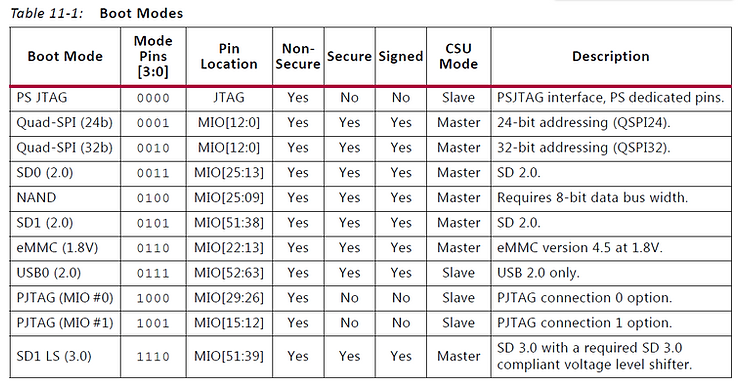 Table 11-1: Boot Modes
Boot Mode Mode Pins [3:0] Pin Location Non-Secure Secure Signed CSU Mode Description
PS JTAG 0000 JTAG Yes No No Slave PSJTAG interface, PS dedicated pins.
Quad-SPI (24b) 0001 MIO[12:0] Yes Yes Yes Master 24-bit addressing (QSPI24).
Quad-SPI (32b) 0010 MIO[12:0] Yes Yes Yes Master 32-bit addressing (QSPI32).
SD0 (2.0) 0011 MIO[25:13] Yes Yes Yes Master SD 2.0.
NAND 0100 MIO[25:09] Yes Yes Yes Master Requires 8-bit data bus width.
SD1 (2.0) 0101 MIO[51:38] Yes Yes Yes Master SD 2.0.
eMMC (1.8V) 0110 MIO[22:13] Yes Yes Yes Master eMMC version 4.5 at 1.8V.
USB0 (2.0) 0111 MIO[52:63] Yes Yes Yes Slave USB 2.0 only.
PJTAG (MIO #0) 1000 MIO[29:26] Yes No No Slave PJTAG connection 0 option.
PJTAG (MIO #1) 1001 MIO[15:12] Yes No No Slave PJTAG connection 1 option.
SD1 LS (3.0) 1110 MIO[51:39] Yes Yes Yes Master SD 3.0 with a required SD 3.0
compliant voltage level shifter.